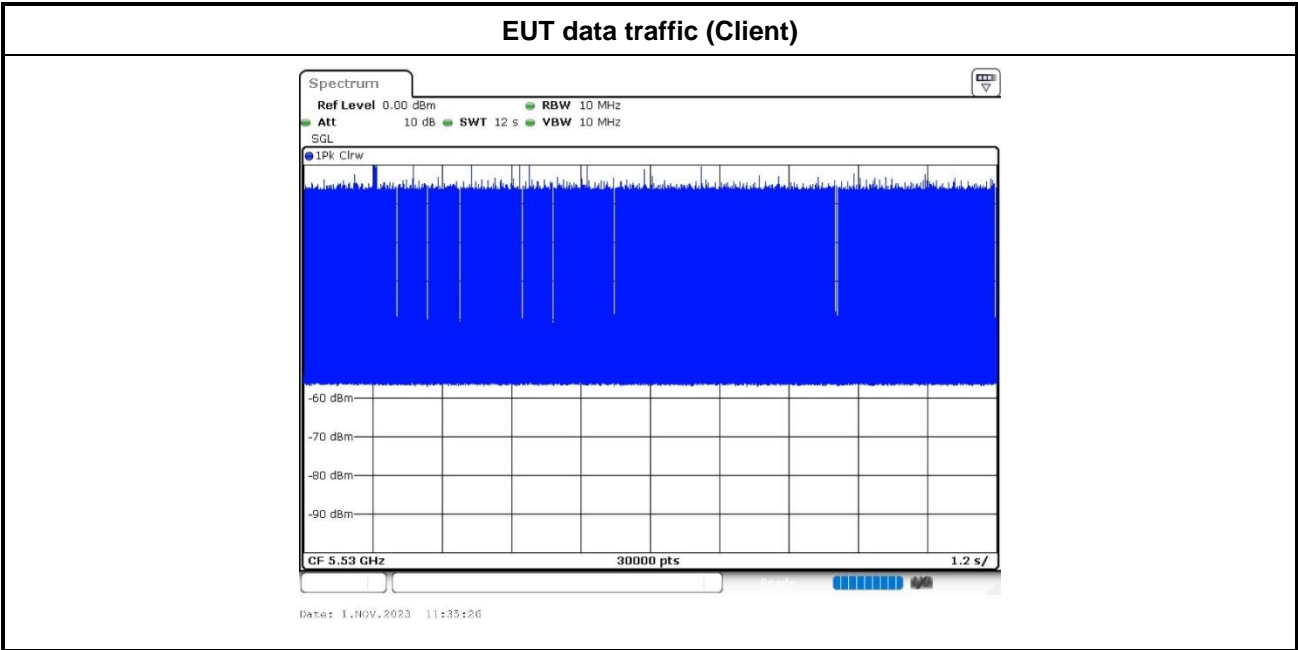 EUT data traffic (Client)
Spectrum
Ref Level 0.00 dBm RBW 10 MHz
Att 10 dB SWT 12 s VBW 10 MHz
SGL
1Pk Clrw
-60 dBm
-70 dBm
-80 dBm
-90 dBm
CF 5.53 GHz 30000 pts 1.2 s/
Date: 1.NOV.2023 11:35:26